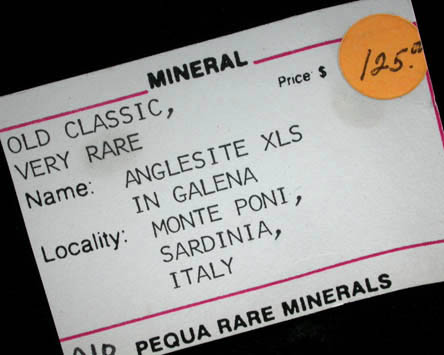 MINERAL
Price $ 125.00
OLD CLASSIC,
VERY RARE
Name: ANGLESITE XLS
IN GALENA
Locality: MONTE PONI,
SARDINIA,
ITALY
PEQUA RARE MINERALS